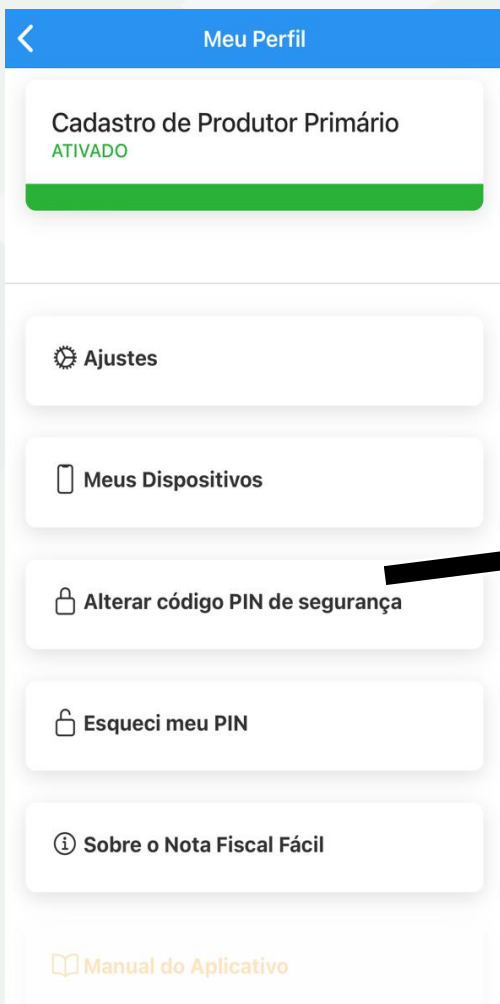 Meu Perfil
Cadastro de Produtor Primário
ATIVADO
Ajustes
Meus Dispositivos
Alterar código PIN de segurança
Esqueci meu PIN
Sobre o Nota Fiscal Fácil
Manual do Aplicativo